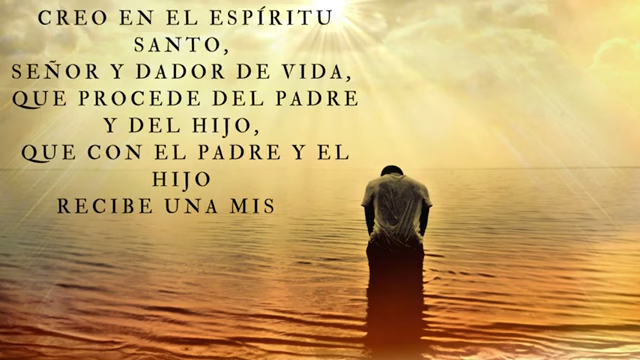 CREO EN EL ESPÍRITU
SANTO,
SEÑOR Y DADOR DE VIDA,
QUE PROCEDE DEL PADRE
Y DEL HIJO,
QUE CON EL PADRE Y EL
HIJO
RECIBE UNA MIS